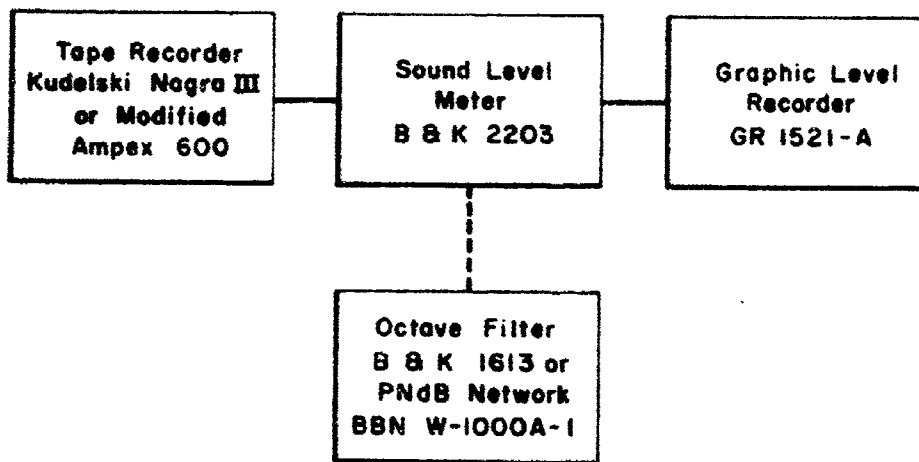 Tape Recorder
Kudelski Nagra III
or Modified
Ampex 600
Sound Level
Meter
B & K 2203
Graphic Level
Recorder
GR 1521-A
Octave Filter
B & K 1613 or
PNdB Network
BBN W-1000A-1